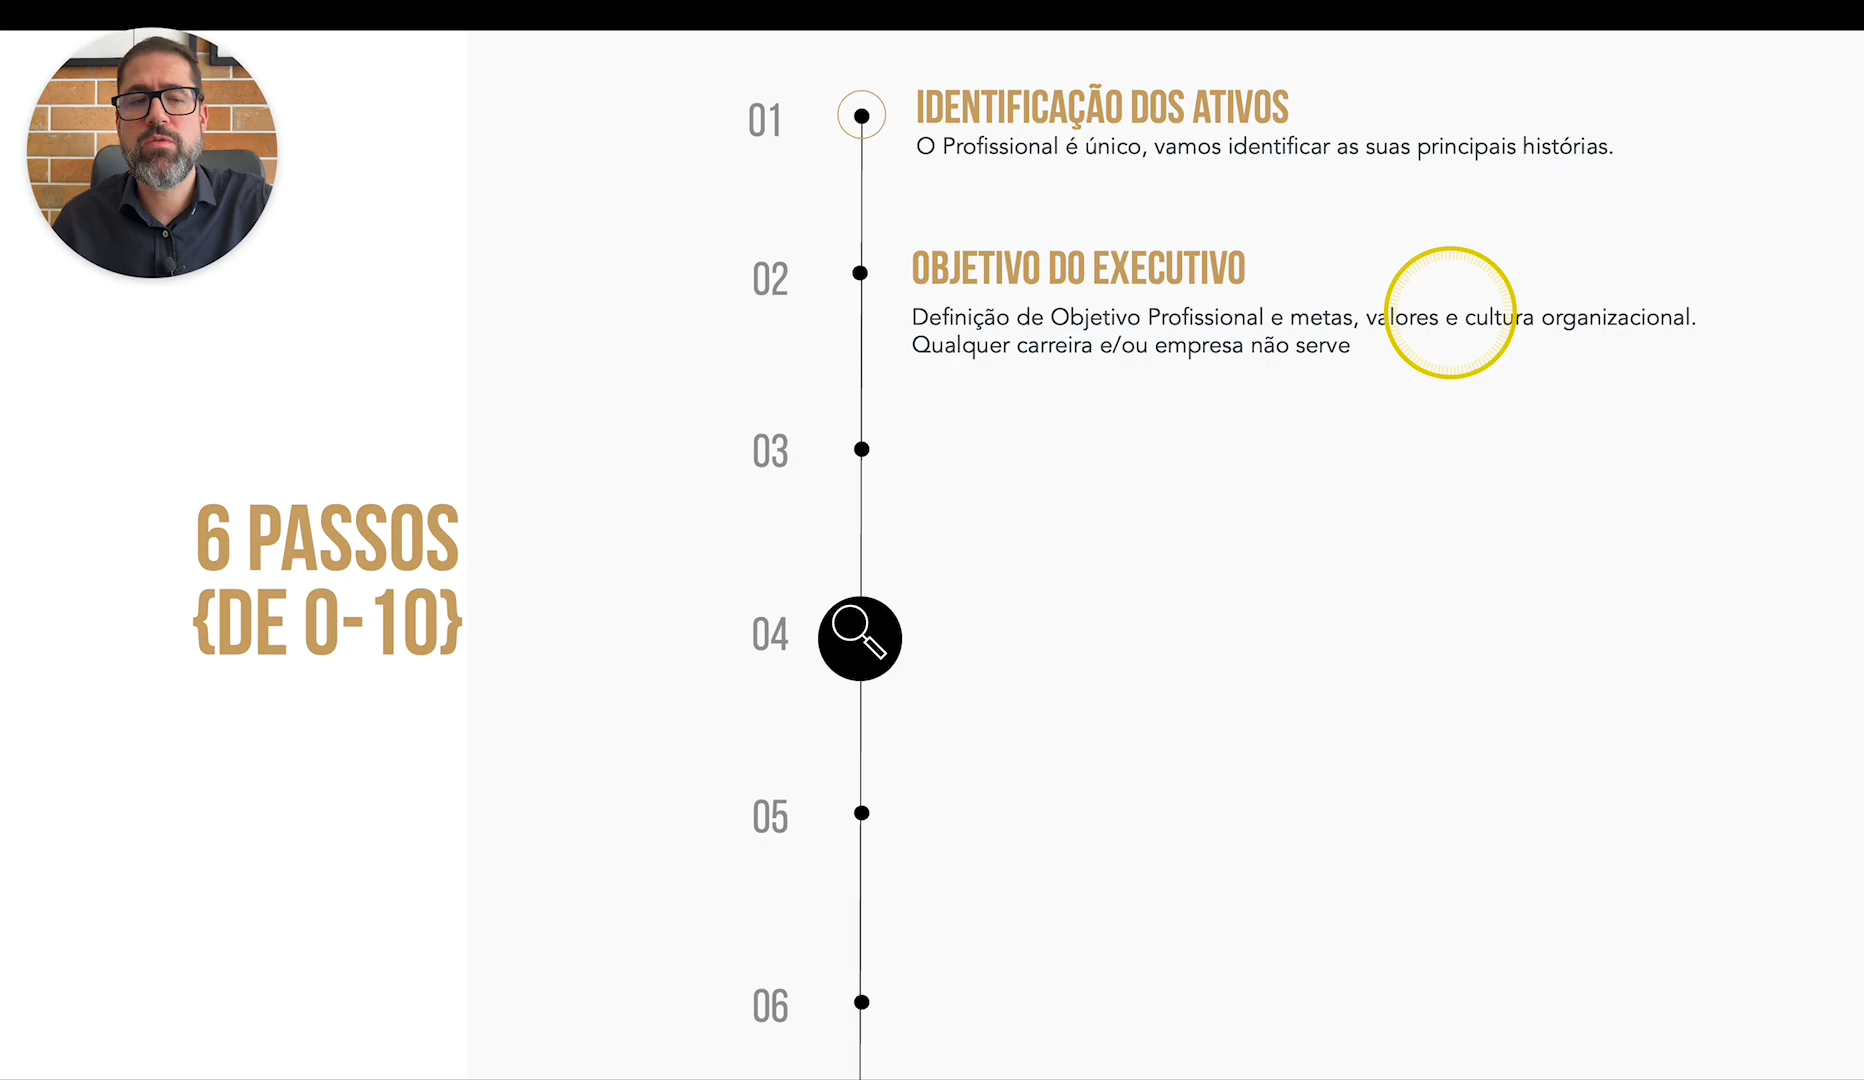 6 PASSOS
{DE 0-10}
01
IDENTIFICAÇÃO DOS ATIVOS
O Profissional é único, vamos identificar as suas principais histórias.
02
OBJETIVO DO EXECUTIVO
Definição de Objetivo Profissional e metas, valores e cultura organizacional.
Qualquer carreira e/ou empresa não serve
03
04
05
06